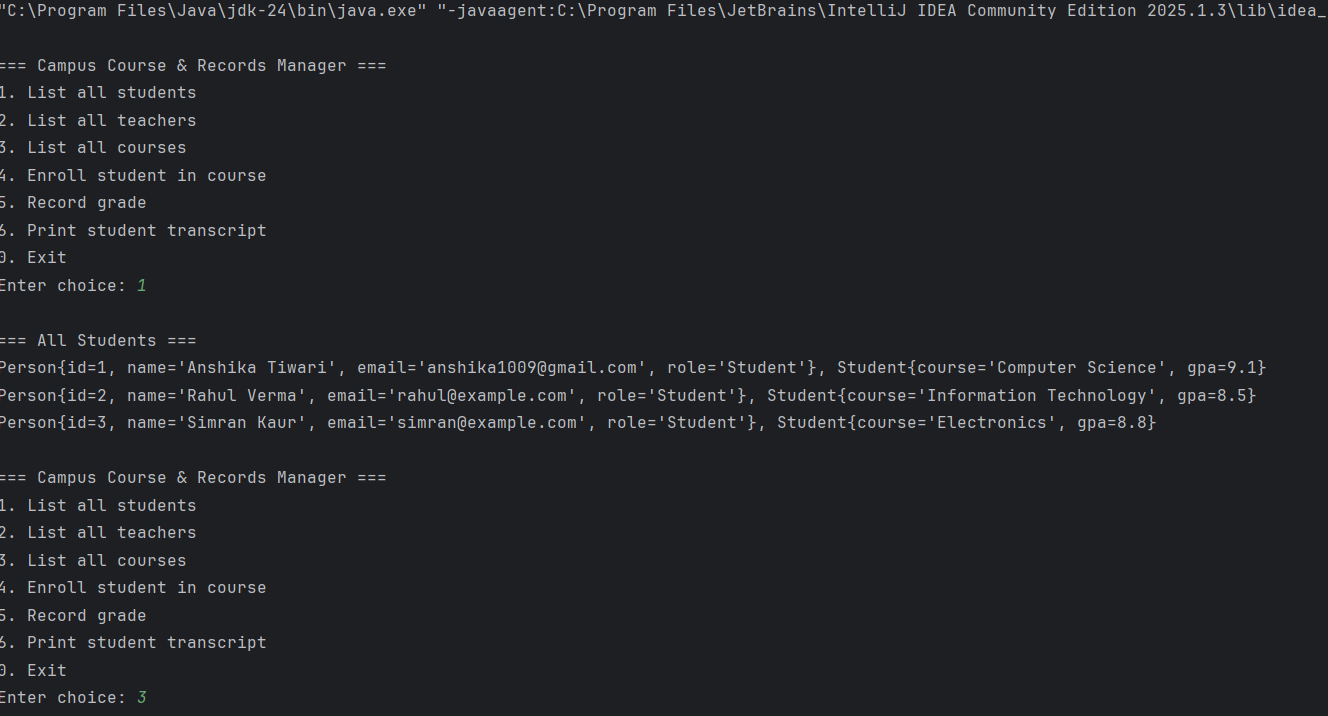 "C:\Program Files\Java\jdk-24\bin\java.exe" "-javaagent:C:\Program Files\JetBrains\IntelliJ IDEA Community Edition 2025.1.3\lib\idea_
=== Campus Course & Records Manager ===
1. List all students
2. List all teachers
3. List all courses
4. Enroll student in course
5. Record grade
6. Print student transcript
0. Exit
Enter choice: 1
=== All Students ===
Person{id=1, name='Anshika Tiwari', email='anshika1009@gmail.com', role='Student'}, Student{course='Computer Science', gpa=9.1}
Person{id=2, name='Rahul Verma', email='rahul@example.com', role='Student'}, Student{course='Information Technology', gpa=8.5}
Person{id=3, name='Simran Kaur', email='simran@example.com', role='Student'}, Student{course='Electronics', gpa=8.8}
=== Campus Course & Records Manager ===
1. List all students
2. List all teachers
3. List all courses
4. Enroll student in course
5. Record grade
6. Print student transcript
0. Exit
Enter choice: 3